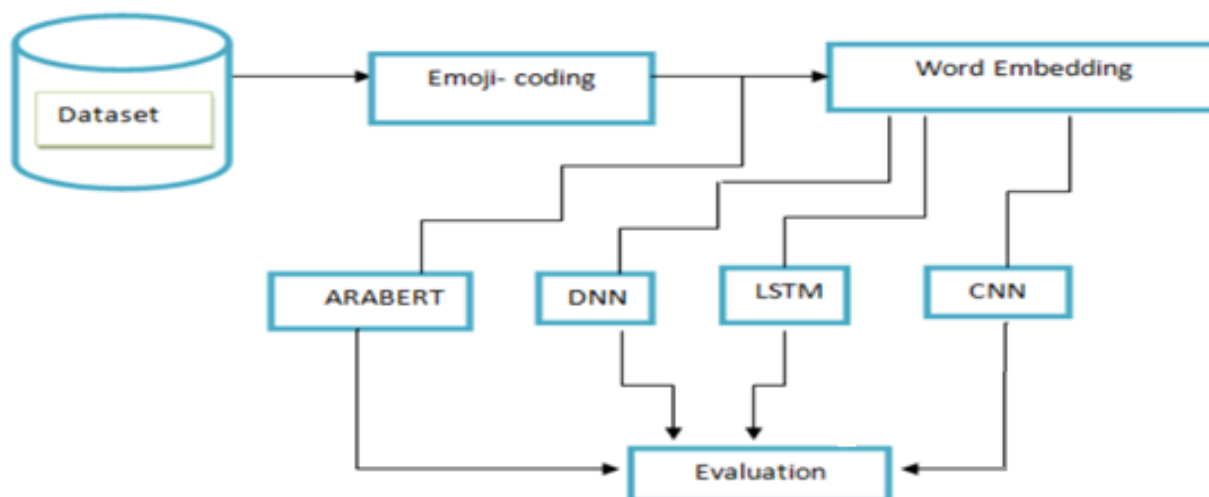 Dataset
Emoji- coding
Word Embedding
ARABERT
DNN
LSTM
CNN
Evaluation